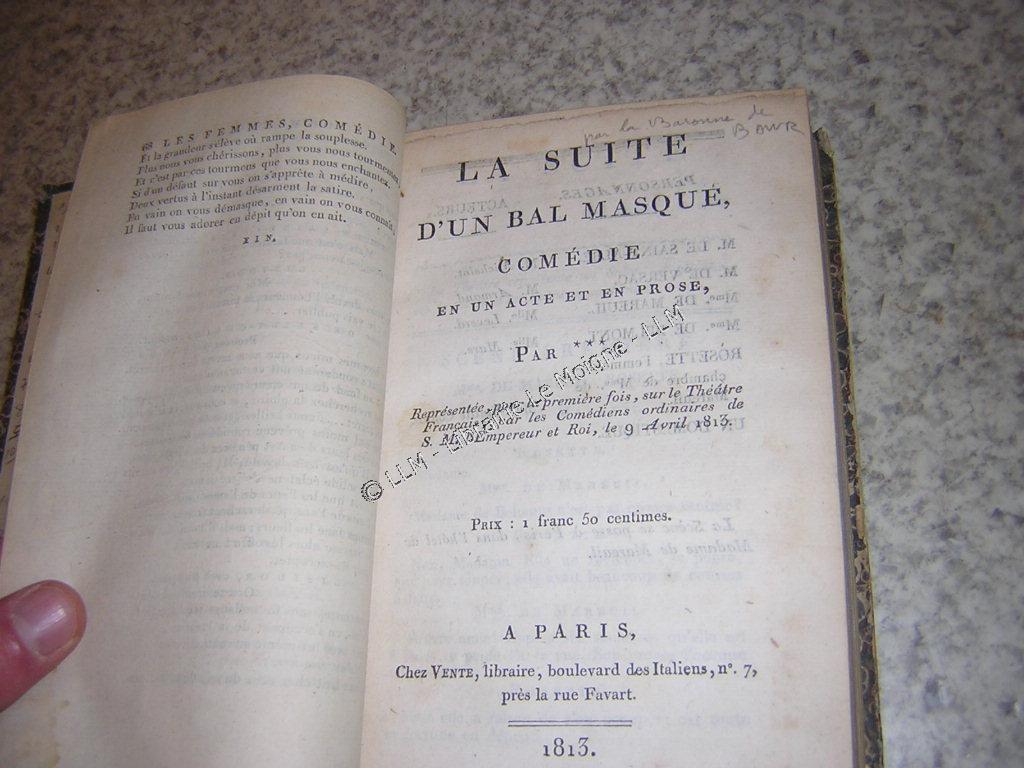 68 LES FEMMES, COMÉDIE.
Et la grandeur s'élève où rampe la souplesse.
Plus nous vous chérissons, plus vous nous tourmentez,
Et c'est par ces tourmens que vous nous enchantez.
Si d'un défaut sur vous on s'apprête à médire,
Deux vertus à l'instant désarment la satire.
En vain on vous démasque, en vain on vous connaît,
Il faut vous adorer en dépit qu'on en ait.
FIN.
par la Baronne de
BAWR
LA SUITE
D'UN BAL MASQUÉ,
COMÉDIE
EN UN ACTE ET EN PROSE,
PAR ***
Représentée, pour la première fois, sur le Théâtre
Français, par les Comédiens ordinaires de
S. M. l'Empereur et Roi, le 9 Avril 1813.
PRIX : 1 franc 50 centimes.
A PARIS,
Chez VENTE, libraire, boulevard des Italiens, n°. 7,
près la rue Favart.
1813.
© LLM - Librairie Le Moigne - LLM